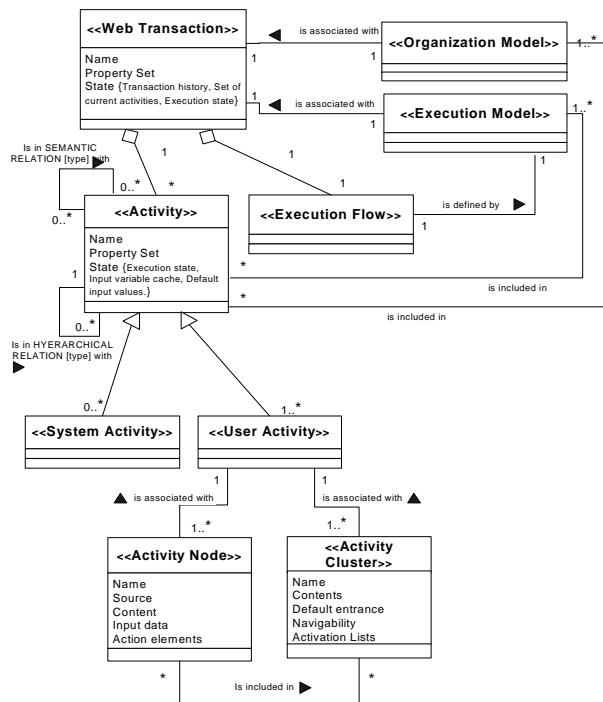 <<Web Transaction>>
Name
Property Set
State {Transaction history, Set of
current activities, Execution state}
is associated with
1
1
<<Organization Model>>
1..*
is associated with
1
1
<<Execution Model>>
1..*
Is in SEMANTIC
RELATION [type] with
1
*
1
1
1
0..*
0..*
<<Activity>>
Name
Property Set
State {Execution state,
Input variable cache, Default
input values.}
<<Execution Flow>>
is defined by
1
*
*
is included in
is included in
1
0..*
0..*
Is in HYERARCHICAL
RELATION [type] with
0..*
1..*
<<System Activity>>
<<User Activity>>
1
1
is associated with
is associated with
1..*
1..*
<<Activity Node>>
Name
Source
Content
Input data
Action elements
<<Activity
Cluster>>
Name
Contents
Default entrance
Navigability
Activation Lists
*
Is included in
*